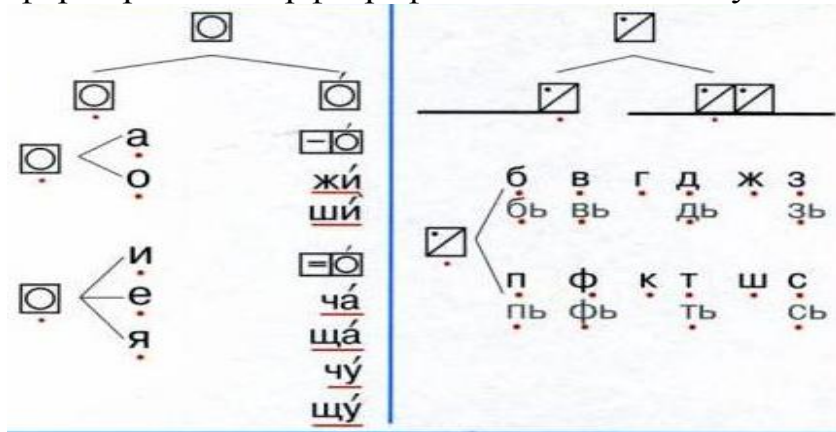 а
о
жи́
ши́
и
е
я
ча́
ща́
чу́
щу́
б в г д ж з
бь вь дь зь
п ф к т ш с
пь фь ть сь